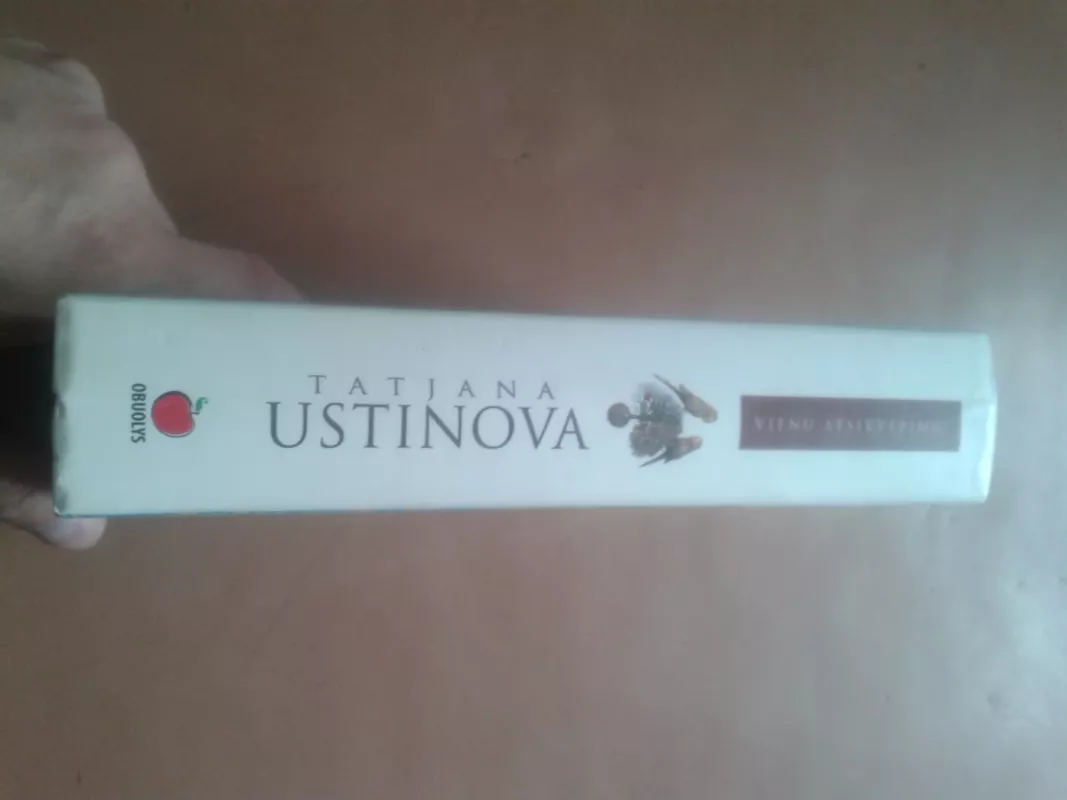 OBUOLYS
TATJANA
USTINOVA
VIENU ATSIKVĖPIMU